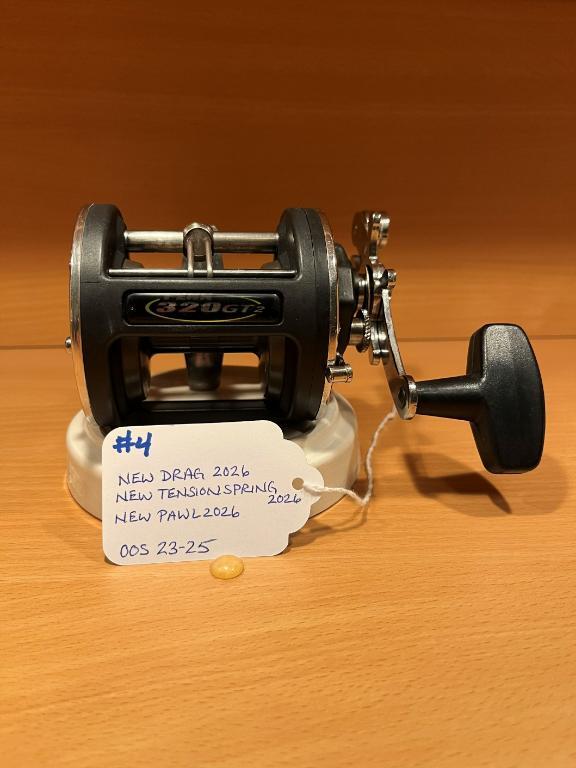 320GT2
#4
NEW DRAG 2026
NEW TENSION SPRING 2026
NEW PAWL 2026
OOS 23-25